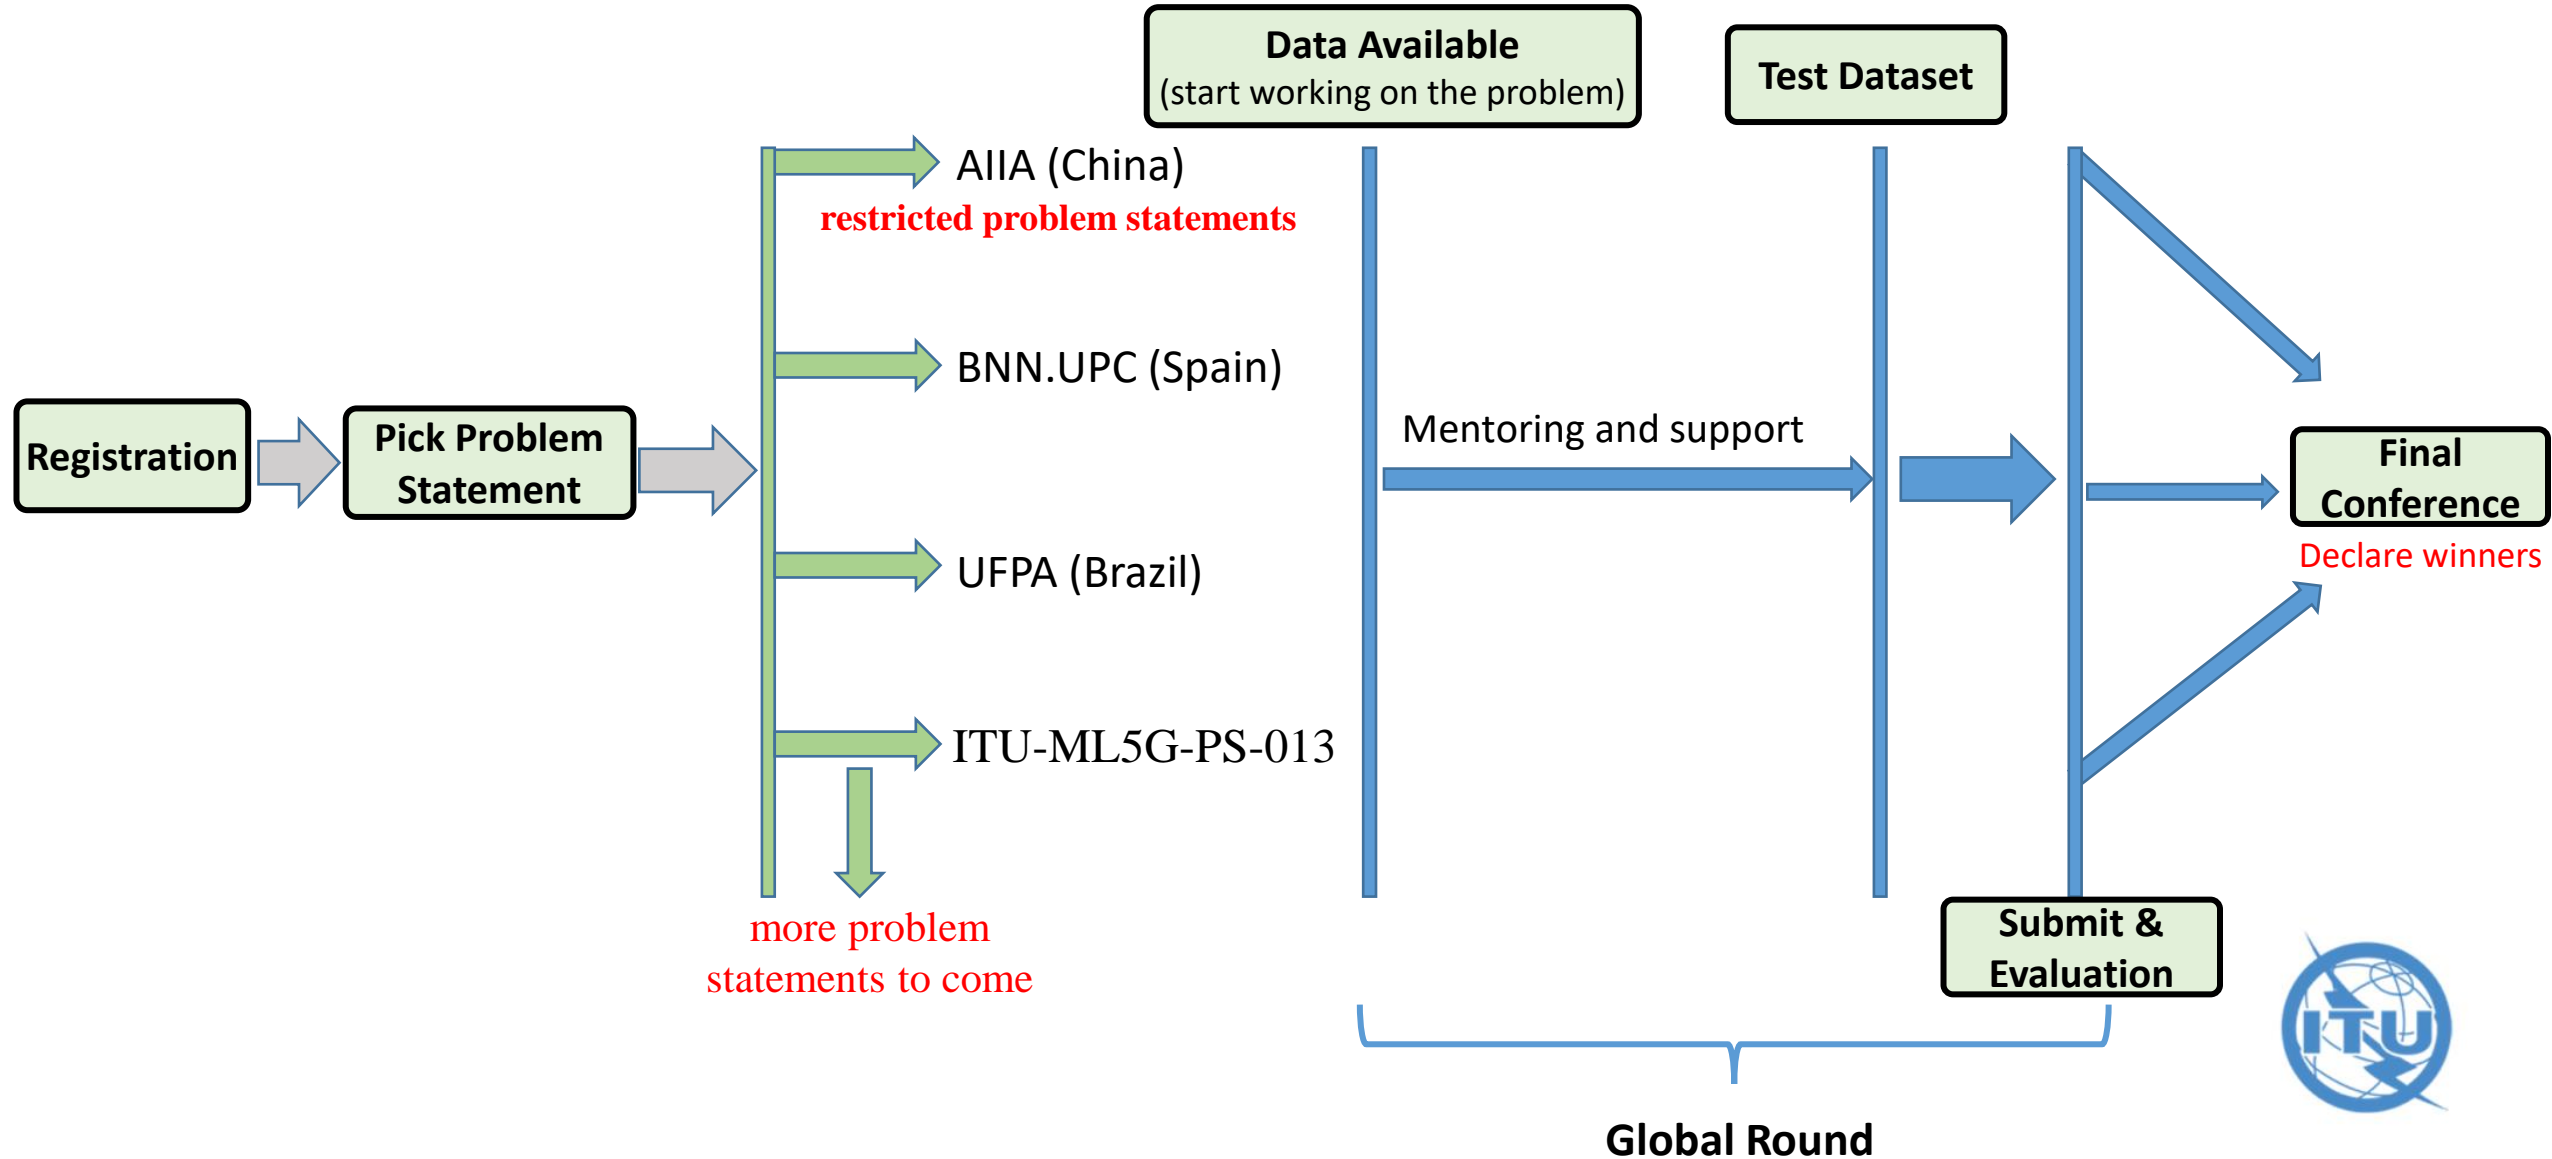 Data Available
(start working on the problem)
Test Dataset
AIIA (China)
restricted problem statements
BNN.UPC (Spain)
Registration
Pick Problem
Statement
Mentoring and support
Final
Conference
Declare winners
UFPA (Brazil)
ITU-ML5G-PS-013
more problem
statements to come
Submit &
Evaluation
ITU
Global Round